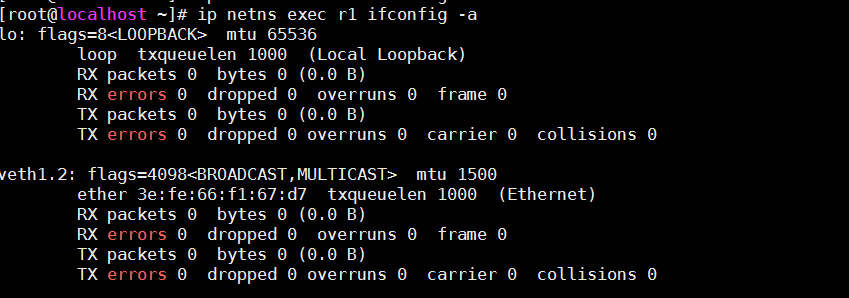 [root@localhost ~]# ip netns exec r1 ifconfig -a
lo: flags=8<LOOPBACK>  mtu 65536
        loop  txqueuelen 1000  (Local Loopback)
        RX packets 0  bytes 0 (0.0 B)
        RX errors 0  dropped 0  overruns 0  frame 0
        TX packets 0  bytes 0 (0.0 B)
        TX errors 0  dropped 0 overruns 0  carrier 0  collisions 0

veth1.2: flags=4098<BROADCAST,MULTICAST>  mtu 1500
        ether 3e:fe:66:f1:67:d7  txqueuelen 1000  (Ethernet)
        RX packets 0  bytes 0 (0.0 B)
        RX errors 0  dropped 0  overruns 0  frame 0
        TX packets 0  bytes 0 (0.0 B)
        TX errors 0  dropped 0 overruns 0  carrier 0  collisions 0